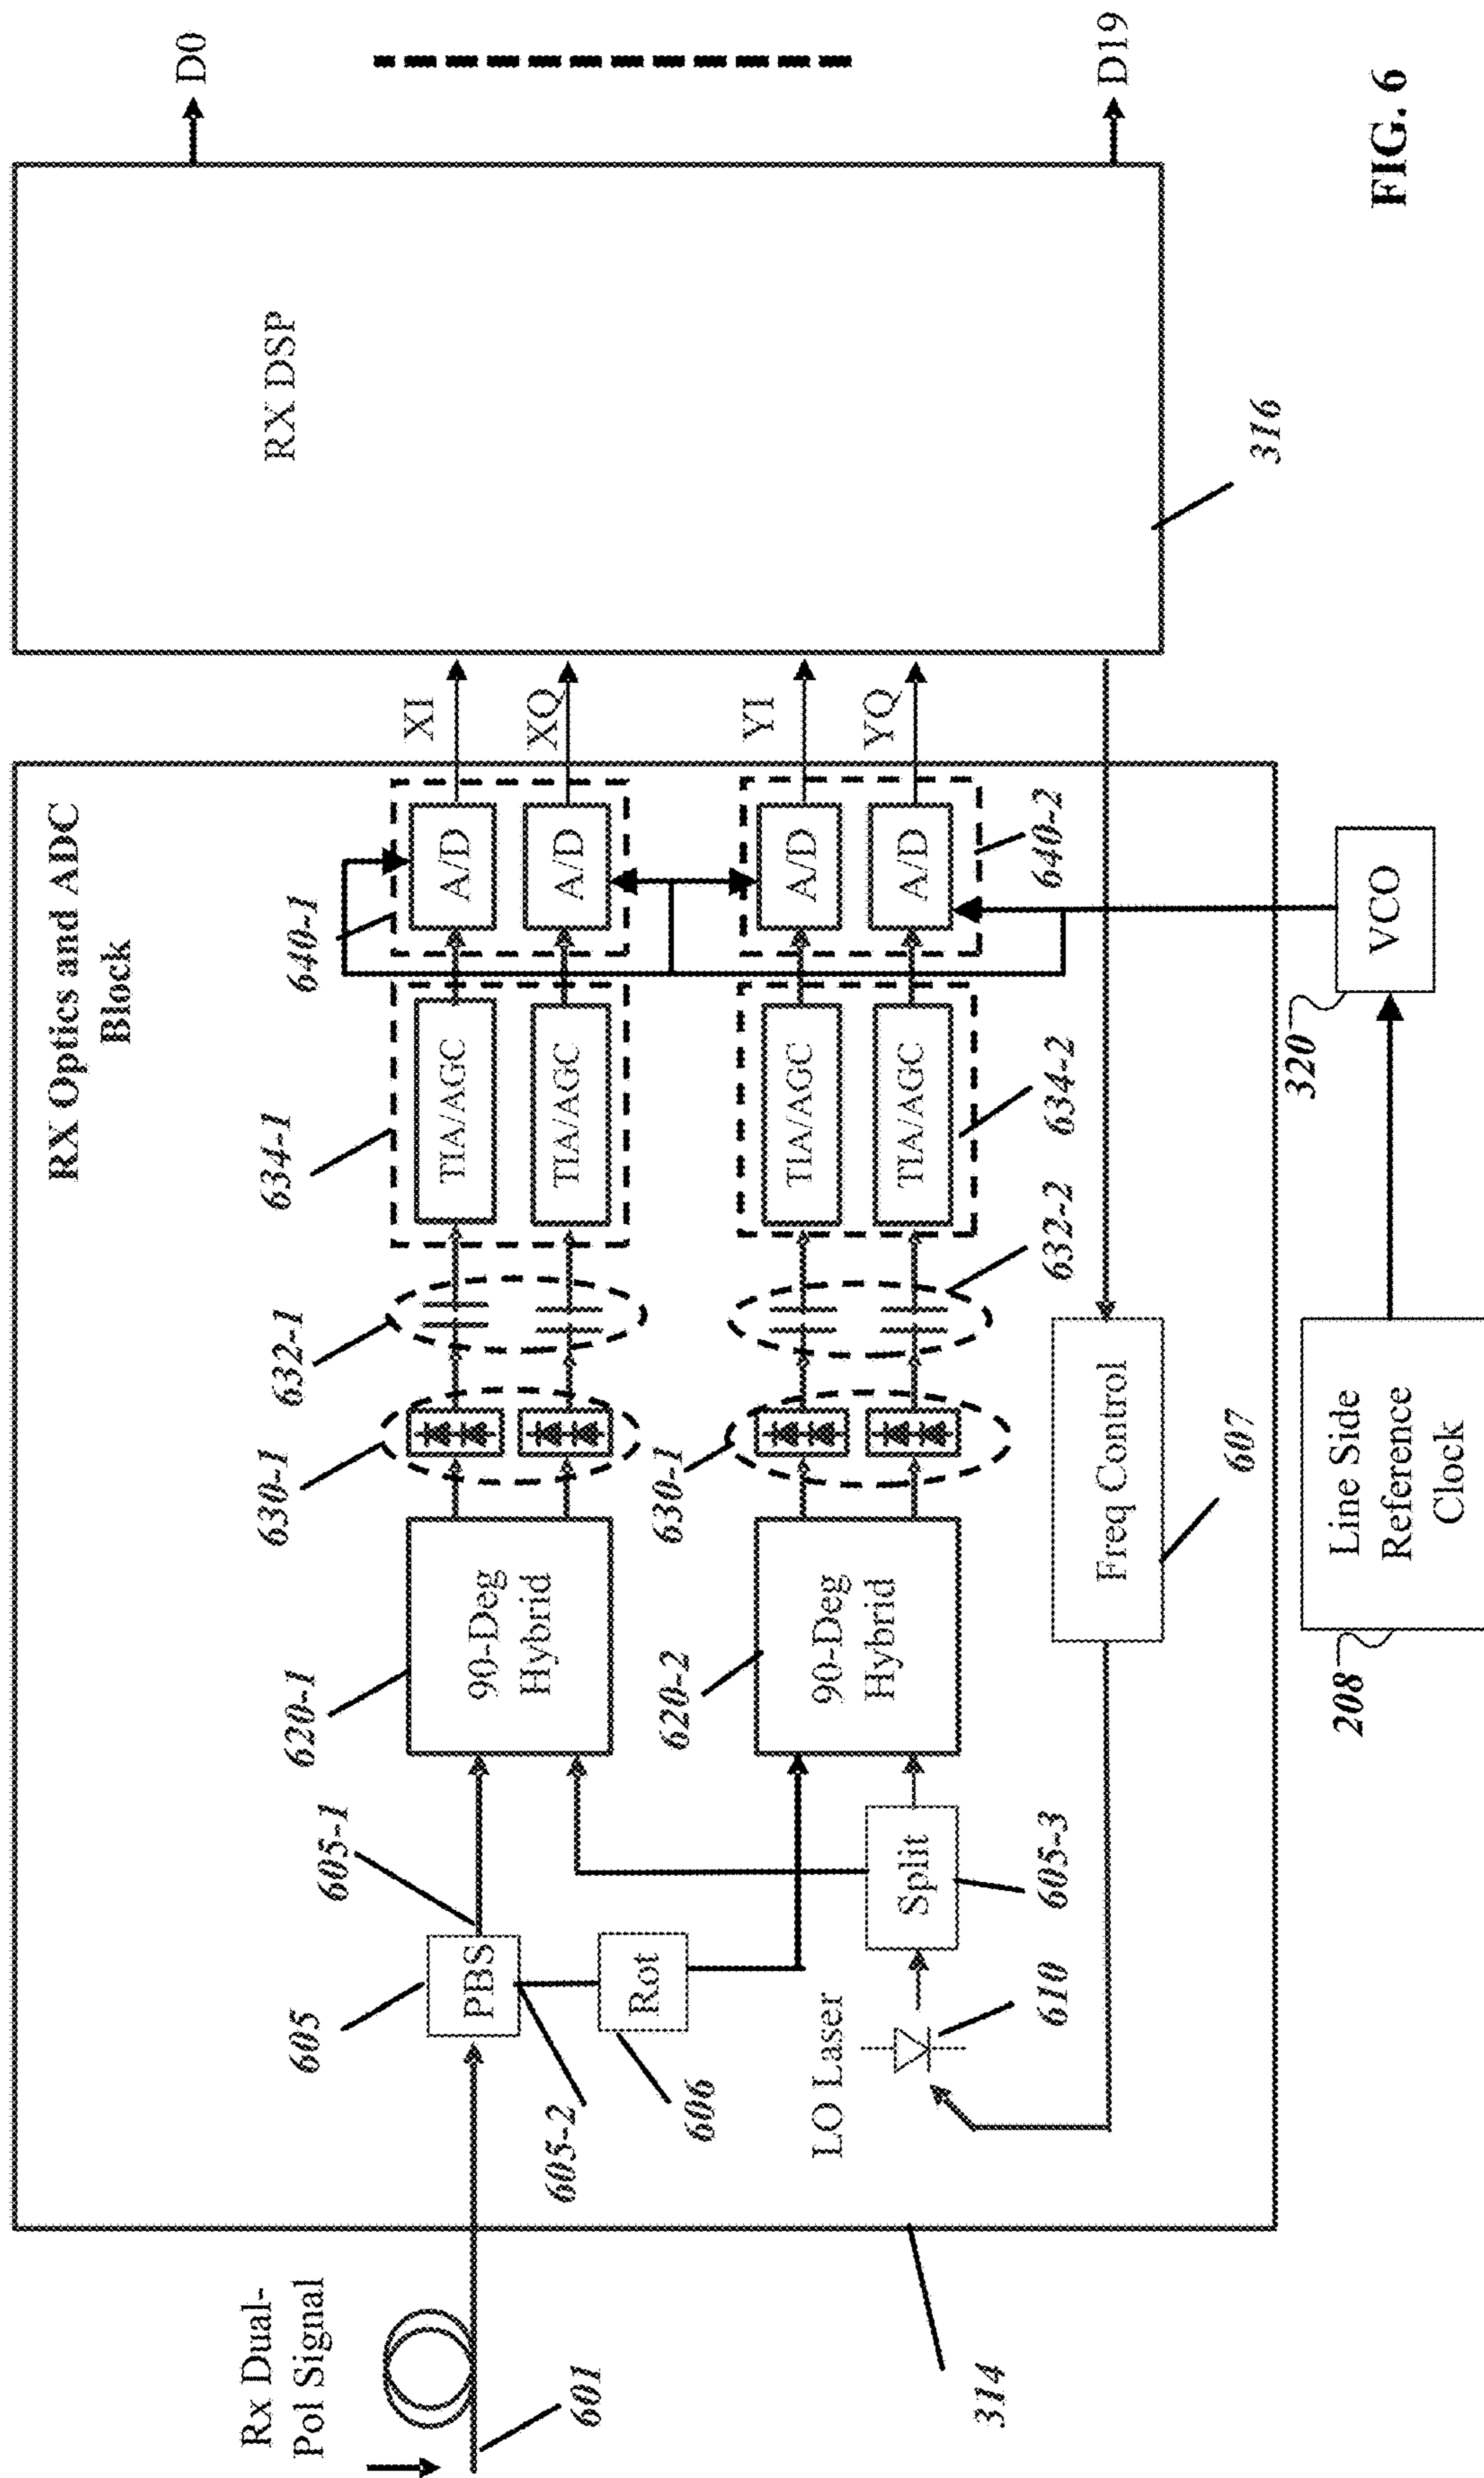 Rx Dual-
Pol Signal
601
314
RX Optics and ADC
Block
605
PBS
605-1
605-2
Rot
606
LO Laser
610
Split
605-3
620-1
90-Deg
Hybrid
620-2
90-Deg
Hybrid
630-1
630-1
632-1
632-2
634-1
TIA/AGC
TIA/AGC
TIA/AGC
TIA/AGC
634-2
640-1
A/D
A/D
A/D
A/D
640-2
XI
XQ
YI
YQ
Freq Control
607
208
Line Side
Reference
Clock
320
VCO
RX DSP
316
D0
D19
FIG. 6